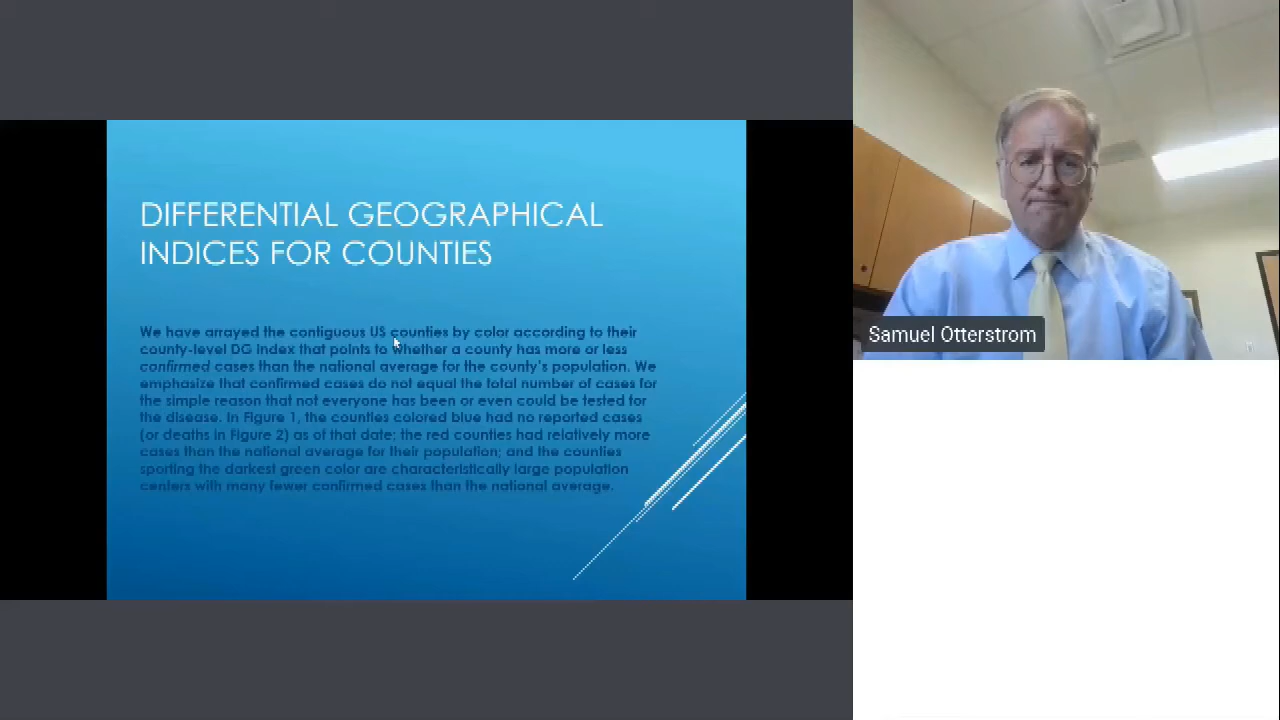 DIFFERENTIAL GEOGRAPHICAL
INDICES FOR COUNTIES
We have arrayed the contiguous US counties by color according to their
county-level DG index that points to whether a county has more or less
confirmed cases than the national average for the county's population. We
emphasize that confirmed cases do not equal the total number of cases for
the simple reason that not everyone has been or even could be tested for
the disease. In Figure 1, the counties colored blue had no reported cases
(or deaths in Figure 2) as of that date; the red counties had relatively more
cases than the national average for their population; and the counties
sporting the darkest green color are characteristically large population
centers with many fewer confirmed cases than the national average.
Samuel Otterstrom